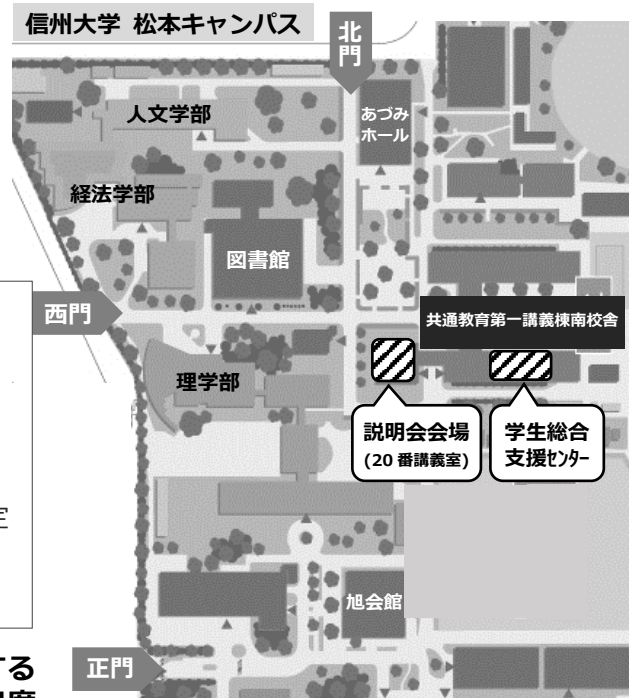 信州大学 松本キャンパス
北
門
人文学部
あづみ
ホール
経法学部
図書館
西門
共通教育第一講義棟南校舎
理学部
説明会会場
(20 番講義室)
学生総合
支援ｾﾝﾀｰ
旭会館
する
正門